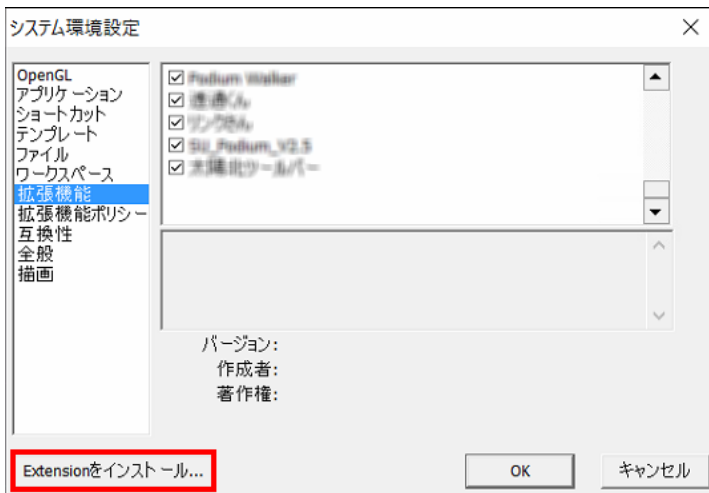 システム環境設定
OpenGL
アプリケーション
ショートカット
テンプレート
ファイル
ワークスペース
拡張機能
拡張機能ポリシー
互換性
全般
描画
Podium Walker
SU_Podium_V2.5
バージョン:
作成者:
著作権:
Extensionをインストール...
OK
キャンセル